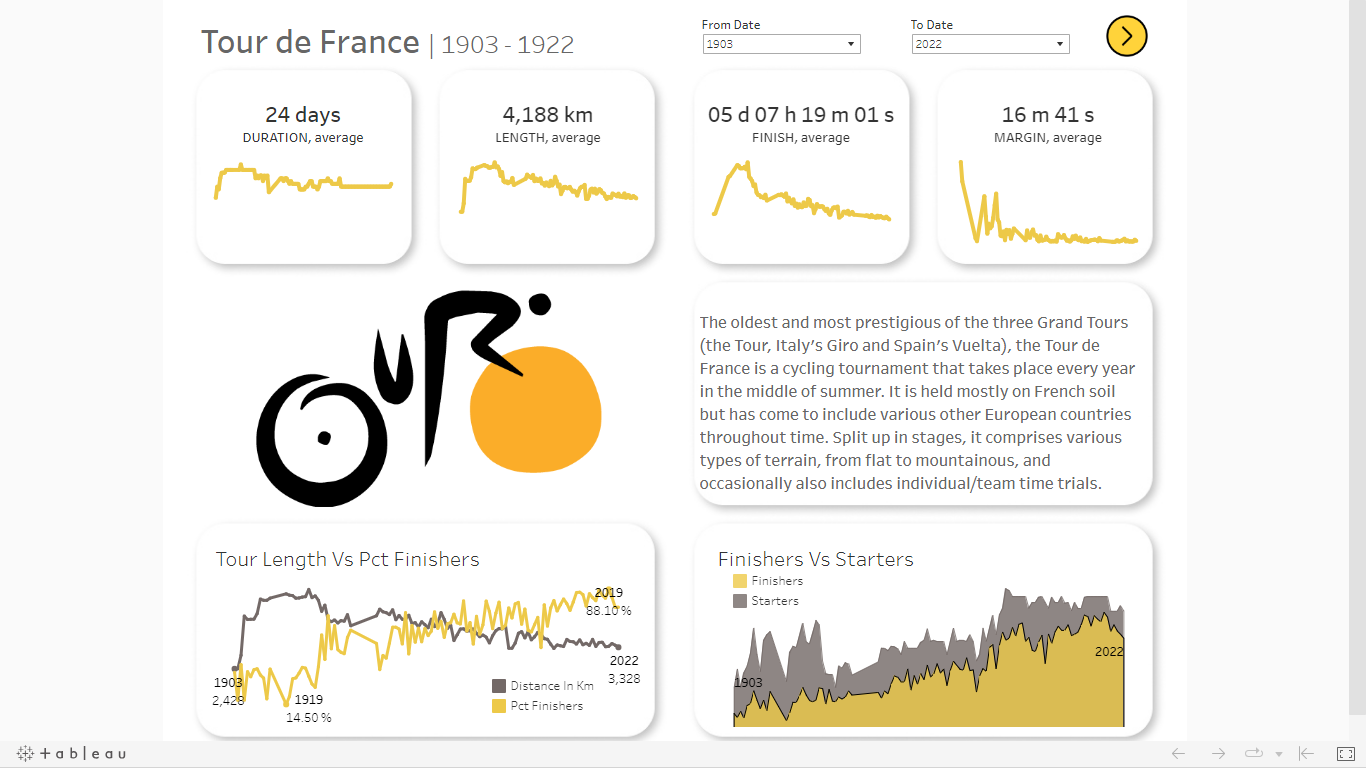 Tour de France | 1903 - 1922
From Date
To Date
1903
2022
24 days
DURATION, average
4,188 km
LENGTH, average
05 d 07 h 19 m 01 s
FINISH, average
16 m 41 s
MARGIN, average
The oldest and most prestigious of the three Grand Tours
(the Tour, Italy’s Giro and Spain’s Vuelta), the Tour de
France is a cycling tournament that takes place every year
in the middle of summer. It is held mostly on French soil
but has come to include various other European countries
throughout time. Split up in stages, it comprises various
types of terrain, from flat to mountainous, and
occasionally also includes individual/team time trials.
Tour Length Vs Pct Finishers
2019
88.10%
1903
2,428
1919
14.50%
2022
3,328
Distance In Km
Pct Finishers
Finishers Vs Starters
Finishers
Starters
1903
2022
tableau